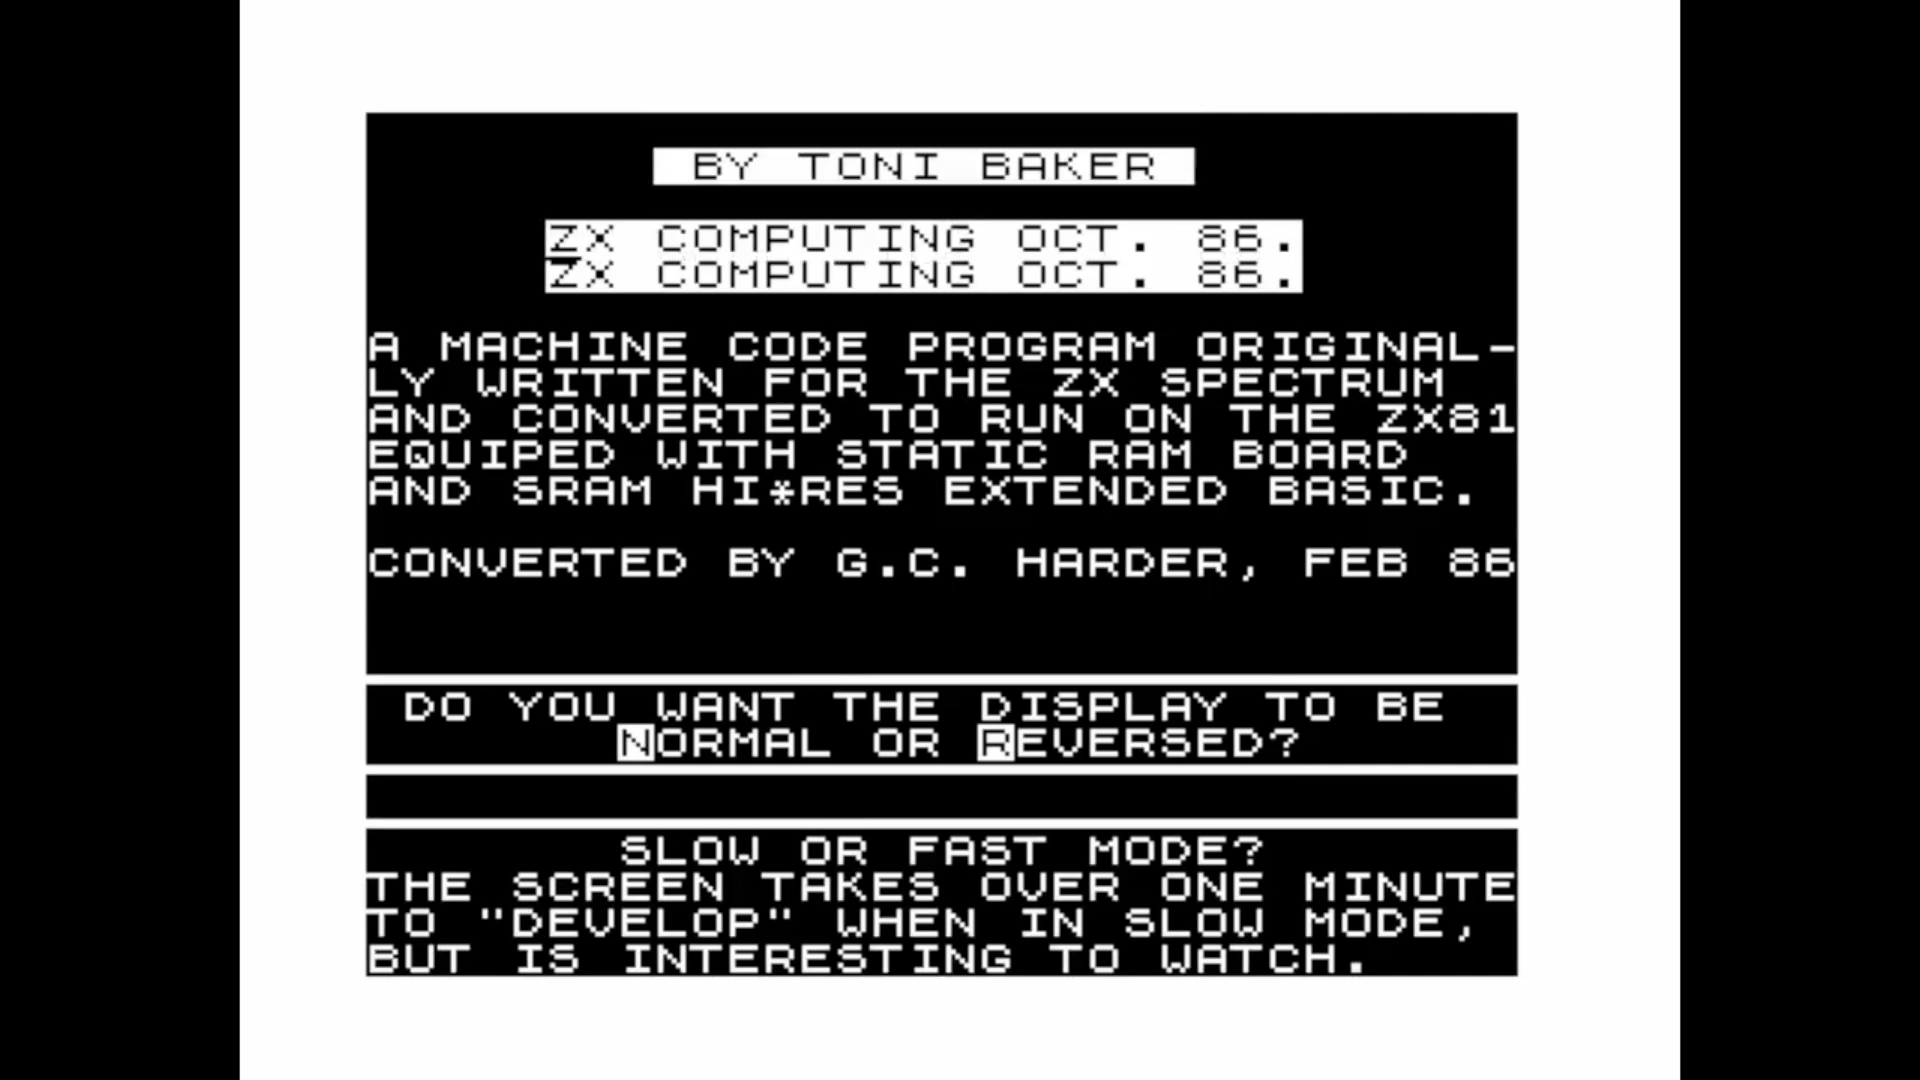 BY TONI BAKER
ZX COMPUTING OCT. 86.
ZX COMPUTING OCT. 86.
A MACHINE CODE PROGRAM ORIGINAL-
LY WRITTEN FOR THE ZX SPECTRUM
AND CONVERTED TO RUN ON THE ZX81
EQUIPED WITH STATIC RAM BOARD
AND SRAM HI*RES EXTENDED BASIC.
CONVERTED BY G.C. HARDER, FEB 86
DO YOU WANT THE DISPLAY TO BE
NORMAL OR REVERSED?
SLOW OR FAST MODE?
THE SCREEN TAKES OVER ONE MINUTE
TO "DEVELOP" WHEN IN SLOW MODE,
BUT IS INTERESTING TO WATCH.